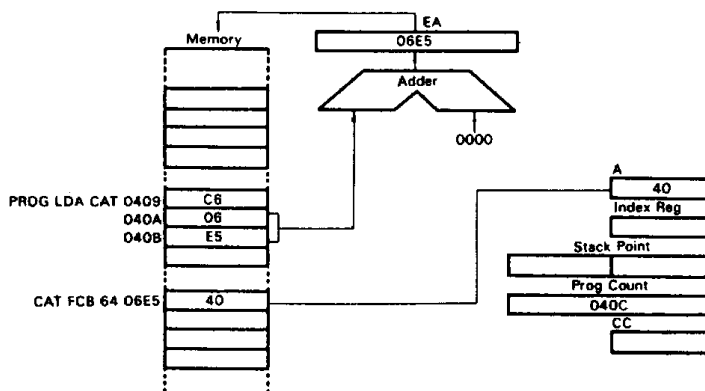 EA
Memory
06E5
Adder
0000
A
PROG LDA CAT 0409 C6
40
040A 06
Index Reg
040B E5
Stack Point
Prog Count
CAT FCB 64 06E5 40
040C
CC